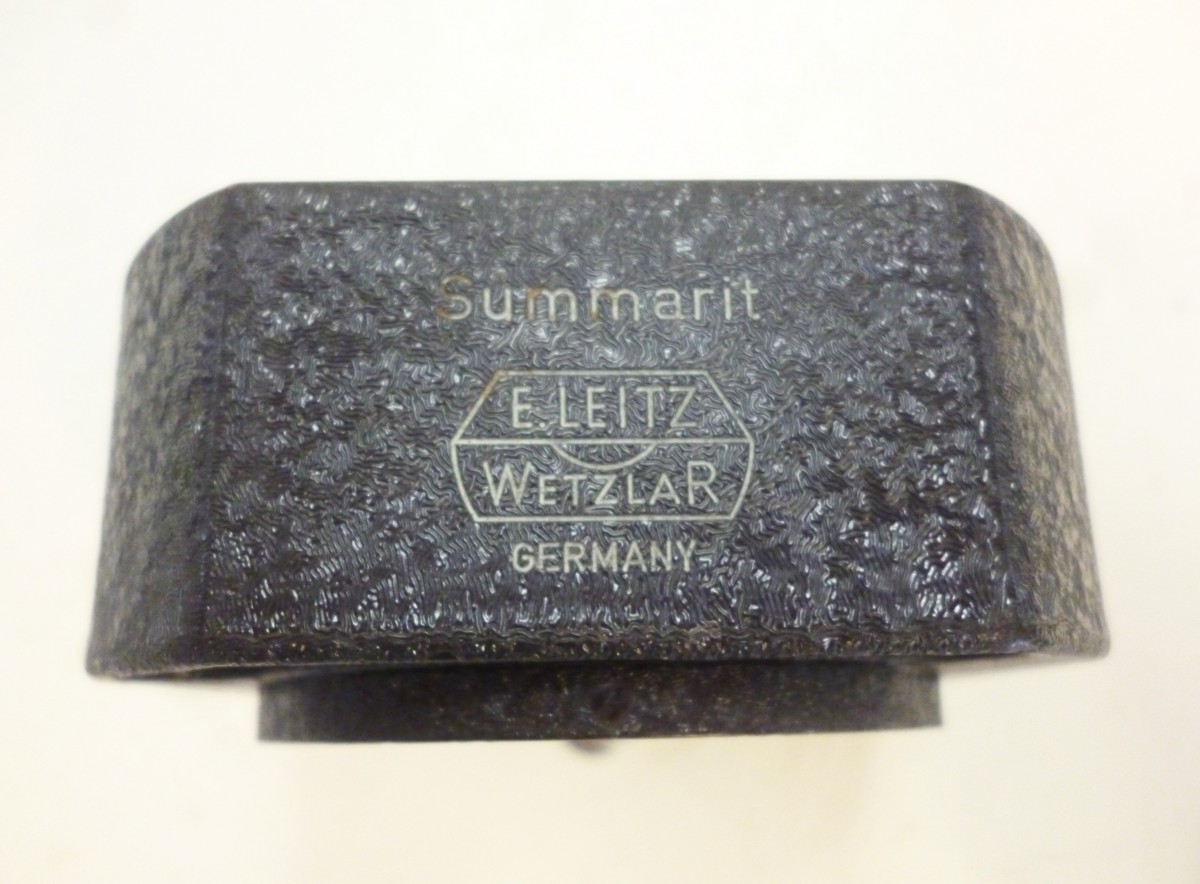 Summarit
E. LEITZ
WETZLAR
GERMANY